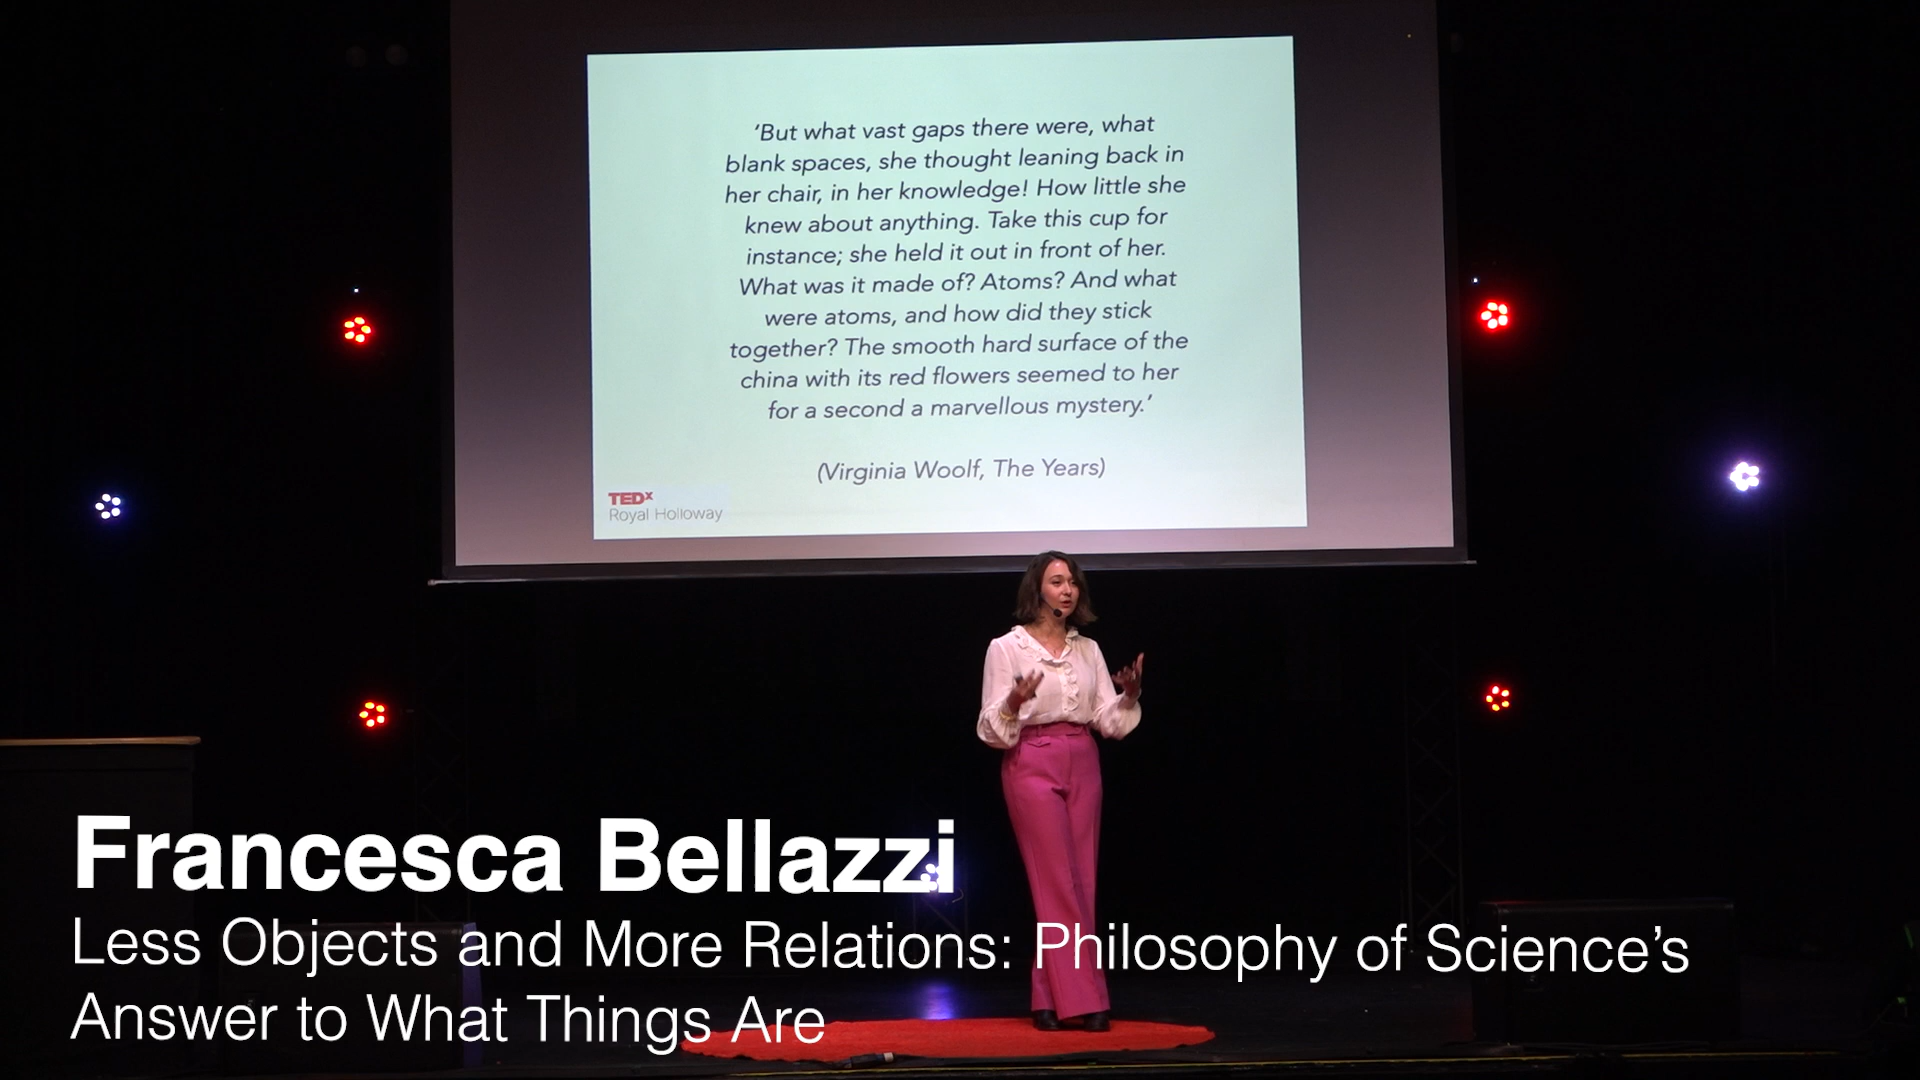 ‘But what vast gaps there were, what
blank spaces, she thought leaning back in
her chair, in her knowledge! How little she
knew about anything. Take this cup for
instance; she held it out in front of her.
What was it made of? Atoms? And what
were atoms, and how did they stick
together? The smooth hard surface of the
china with its red flowers seemed to her
for a second a marvellous mystery.’
(Virginia Woolf, The Years)
TEDx
Royal Holloway
Francesca Bellazzi
Less Objects and More Relations: Philosophy of Science’s
Answer to What Things Are